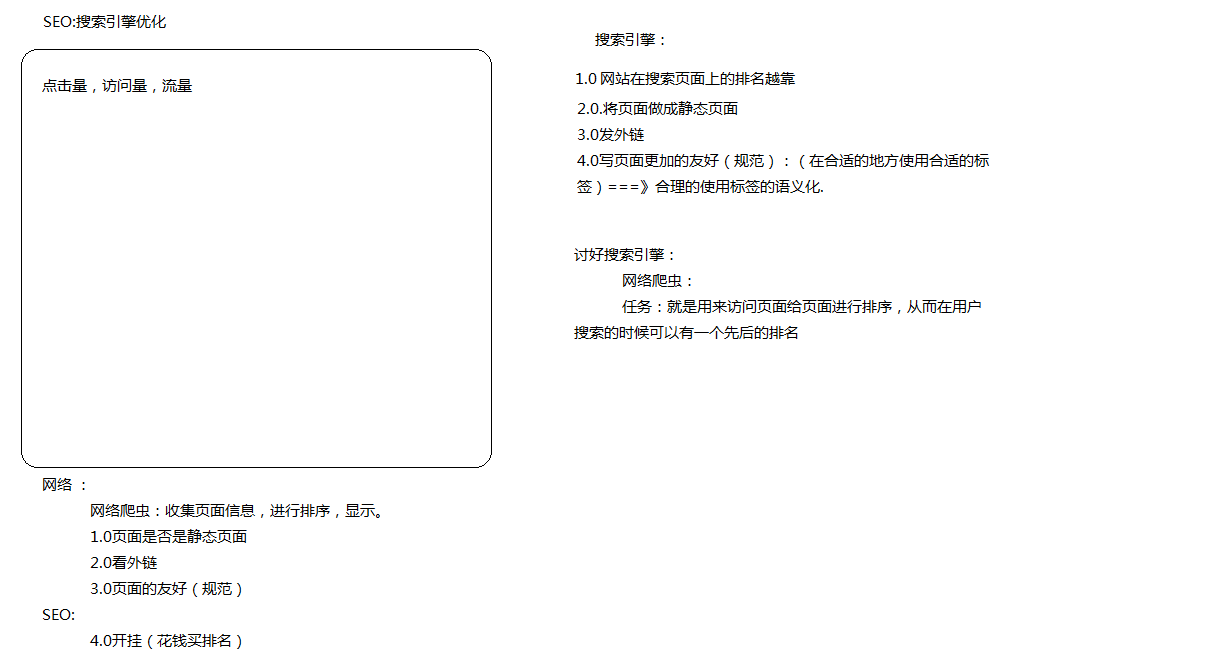 SEO:搜索引擎优化
点击量，访问量，流量
网络 ：
网络爬虫：收集页面信息，进行排序，显示。
1.0页面是否是静态页面
2.0看外链
3.0页面的友好（规范）
SEO:
4.0开挂（花钱买排名）
搜索引擎：
1.0 网站在搜索页面上的排名越靠
2.0.将页面做成静态页面
3.0发外链
4.0写页面更加的友好（规范）：（在合适的地方使用合适的标
签）===》合理的使用标签的语义化.
讨好搜索引擎：
网络爬虫：
任务：就是用来访问页面给页面进行排序，从而在用户
搜索的时候可以有一个先后的排名